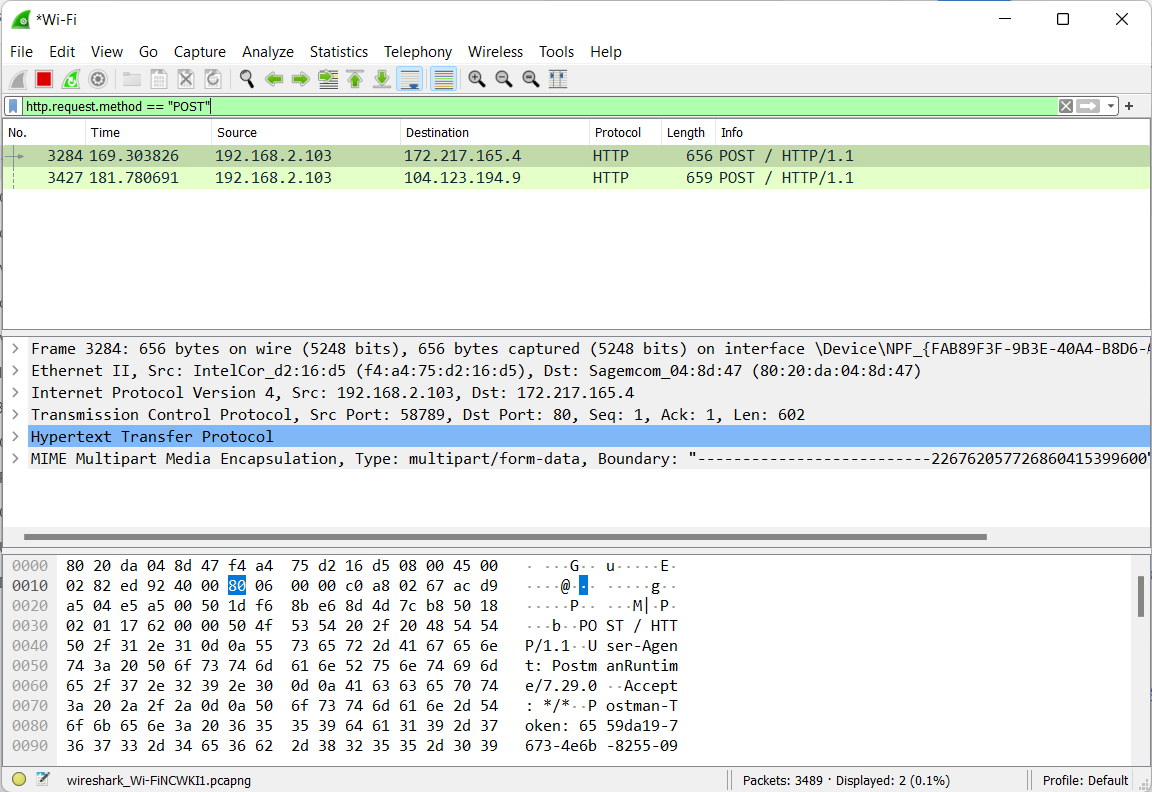 *Wi-Fi
File Edit View Go Capture Analyze Statistics Telephony Wireless Tools Help
http.request.method == "POST"
No. Time Source Destination Protocol Length Info
3284 169.303826 192.168.2.103 172.217.165.4 HTTP 656 POST / HTTP/1.1
3427 181.780691 192.168.2.103 104.123.194.9 HTTP 659 POST / HTTP/1.1
Frame 3284: 656 bytes on wire (5248 bits), 656 bytes captured (5248 bits) on interface \Device\NPF_{FAB89F3F-9B3E-40A4-B8D6-
Ethernet II, Src: IntelCor_d2:16:d5 (f4:a4:75:d2:16:d5), Dst: Sagemcom_04:8d:47 (80:20:da:04:8d:47)
Internet Protocol Version 4, Src: 192.168.2.103, Dst: 172.217.165.4
Transmission Control Protocol, Src Port: 58789, Dst Port: 80, Seq: 1, Ack: 1, Len: 602
Hypertext Transfer Protocol
MIME Multipart Media Encapsulation, Type: multipart/form-data, Boundary: "--------------------------226762057726860415399600"
0000 80 20 da 04 8d 47 f4 a4 75 d2 16 d5 08 00 45 00 · ···G·· u·····E·
0010 02 82 ed 92 40 00 80 06 00 00 c0 a8 02 67 ac d9 ····@··· ·····g··
0020 a5 04 e5 a5 00 50 1d f6 8b e6 8d 4d 7c b8 50 18 ·····P·· ···M|·P·
0030 02 01 17 62 00 00 50 4f 53 54 20 2f 20 48 54 54 ···b··PO ST / HTT
0040 50 2f 31 2e 31 0d 0a 55 73 65 72 2d 41 67 65 6e P/1.1··U ser-Agen
0050 74 3a 20 50 6f 73 74 6d 61 6e 52 75 6e 74 69 6d t: Postm anRuntim
0060 65 2f 37 2e 32 39 2e 30 0d 0a 41 63 63 65 70 74 e/7.29.0 ··Accept
0070 3a 20 2a 2f 2a 0d 0a 50 6f 73 74 6d 61 6e 2d 54 : */*··P ostman-T
0080 6f 6b 65 6e 3a 20 36 35 35 39 64 61 31 39 2d 37 oken: 65 59da19-7
0090 36 37 33 2d 34 65 36 62 2d 38 32 35 35 2d 30 39 673-4e6b -8255-09
wireshark_Wi-FiNCWKI1.pcapng Packets: 3489 · Displayed: 2 (0.1%) Profile: Default